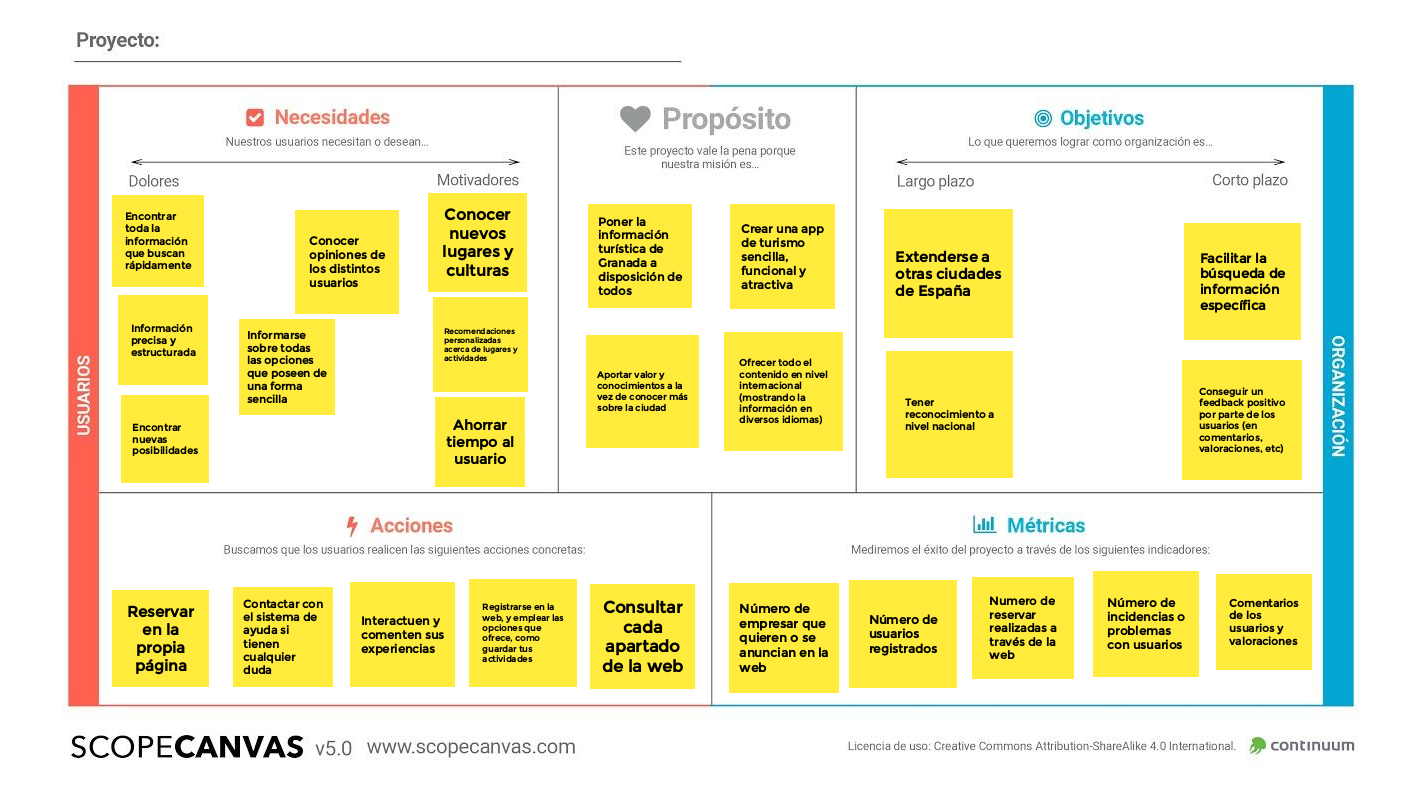 Proyecto:
Necesidades
Nuestros usuarios necesitan o desean...
Dolores
Motivadores
Encontrar
toda la
información
que buscan
rápidamente
Información
precisa y
estructurada
Encontrar
nuevas
posibilidades
Conocer
opiniones de
los distintos
usuarios
Informarse
sobre todas
las opciones
que poseen de
una forma
sencilla
Conocer
nuevos
lugares y
culturas
Recomendaciones
personalizadas
acerca de lugares y
actividades
Ahorrar
tiempo al
usuario
Propósito
Este proyecto vale la pena porque
nuestra misión es...
Poner la
información
turística de
Granada a
disposición de
todos
Crear una app
de turismo
sencilla,
funcional y
atractiva
Aportar valor y
conocimientos a la
vez de conocer más
sobre la ciudad
Ofrecer todo el
contenido en nivel
internacional
(mostrando la
información en
diversos idiomas)
Objetivos
Lo que queremos lograr como organización es...
Largo plazo
Corto plazo
Extenderse a
otras ciudades
de España
Tener
reconocimiento a
nivel nacional
Facilitar la
búsqueda de
información
específica
Conseguir un
feedback positivo
por parte de los
usuarios (en
comentarios,
valoraciones, etc)
USUARIOS
ORGANIZACIÓN
Acciones
Buscamos que los usuarios realicen las siguientes acciones concretas:
Reservar
en la
propia
página
Contactar con
el sistema de
ayuda si
tienen
cualquier
duda
Interactuen y
comenten sus
experiencias
Registrarse en la
web, y emplear las
opciones que
ofrece, como
guardar tus
actividades
Consultar
cada
apartado
de la web
Métricas
Mediremos el éxito del proyecto a través de los siguientes indicadores:
Número de
empresar que
quieren o se
anuncian en la
web
Número de
usuarios
registrados
Numero de
reservar
realizadas a
través de la
web
Número de
incidencias o
problemas
con usuarios
Comentarios
de los
usuarios y
valoraciones
SCOPECANVAS v5.0 www.scopecanvas.com
Licencia de uso: Creative Commons Attribution-ShareAlike 4.0 International.
continuum